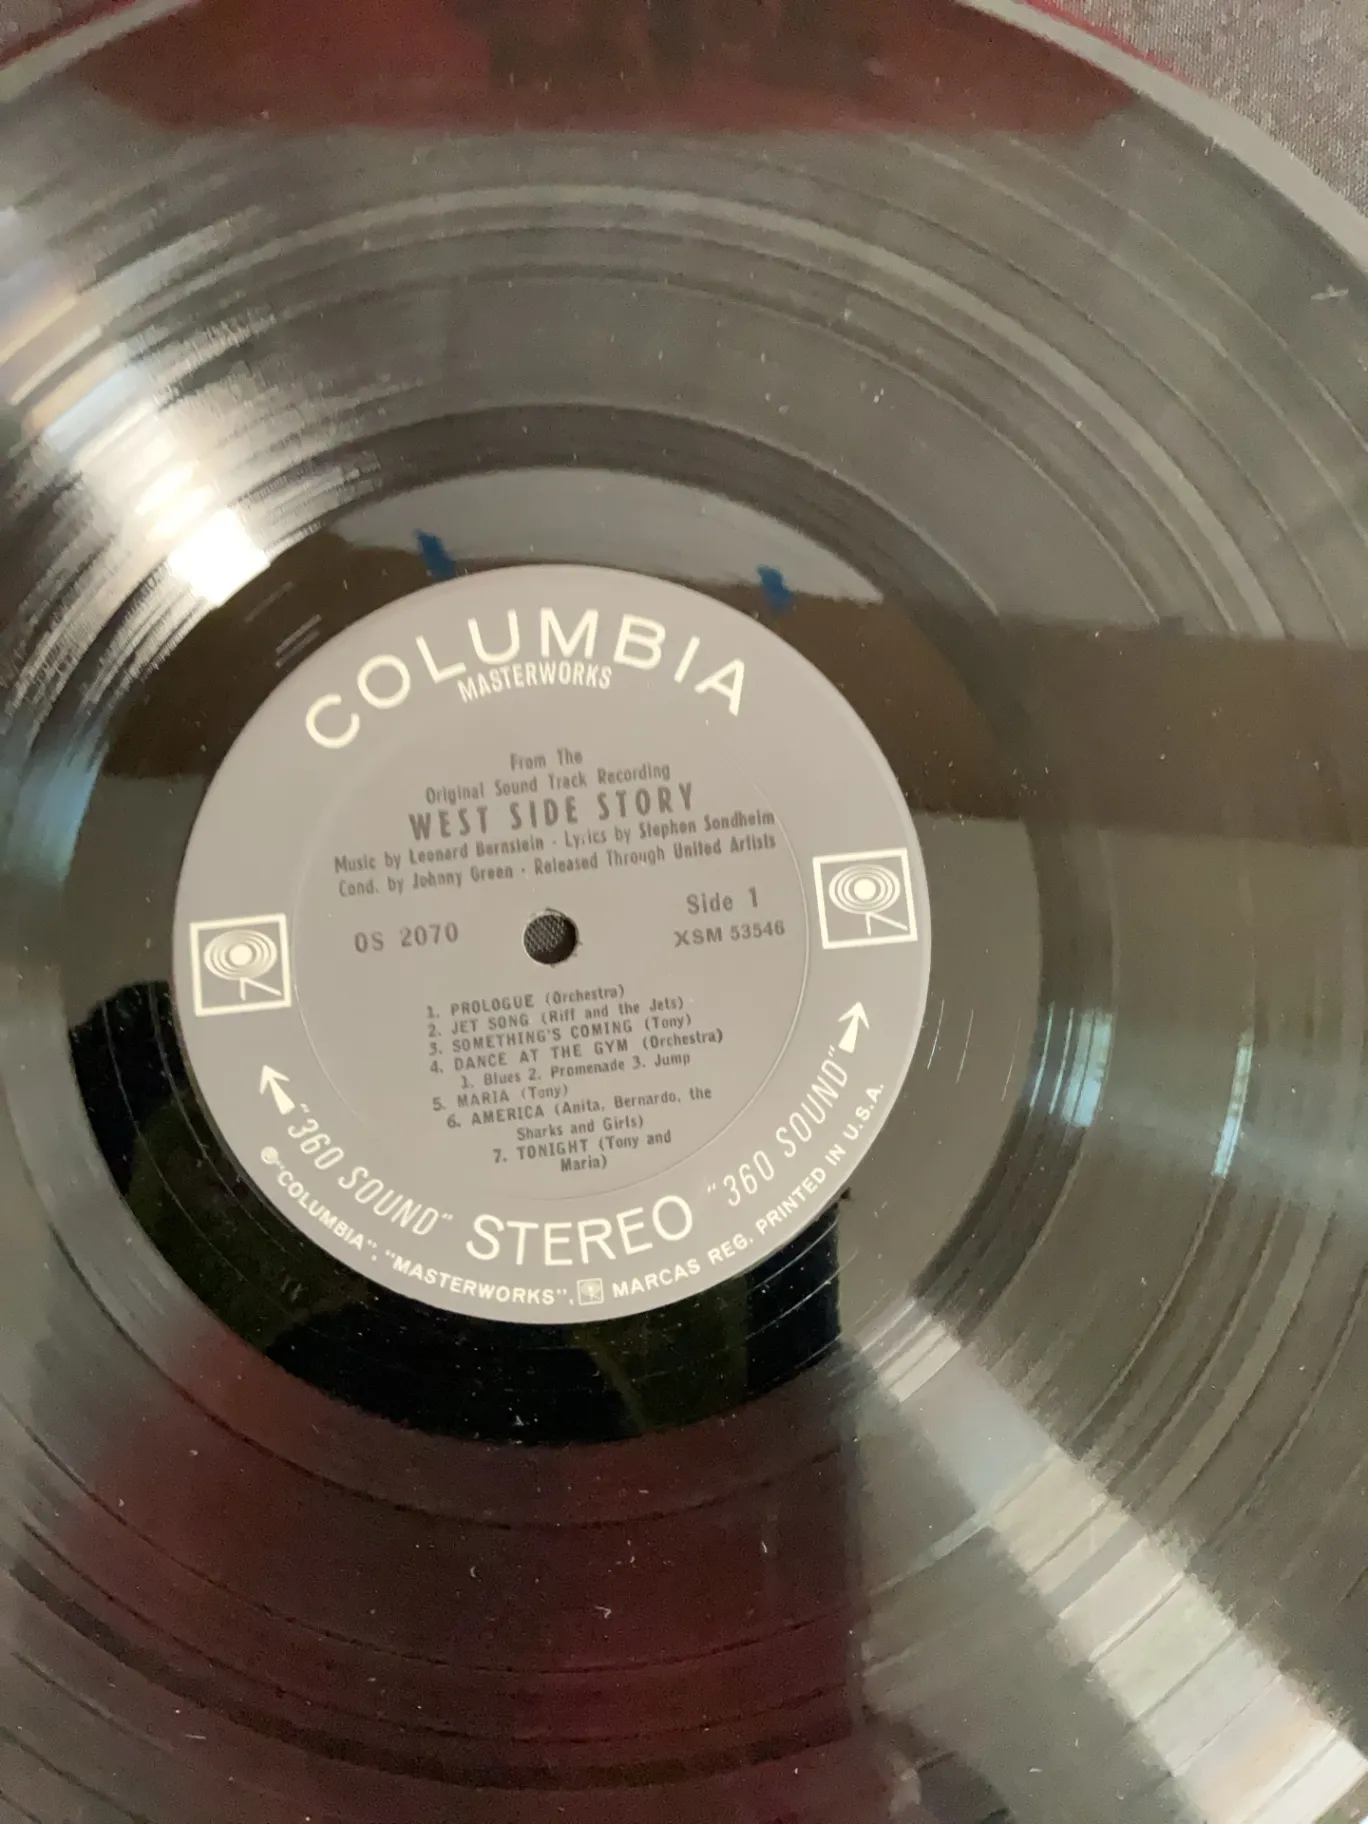 COLUMBIA
MASTERWORKS
From The
Original Sound Track Recording
WEST SIDE STORY
Music by Leonard Bernstein · Lyrics by Stephen Sondheim
Cond. by Johnny Green · Released Through United Artists
OS 2070
Side 1
XSM 53546
1. PROLOGUE (Orchestra)
2. JET SONG (Riff and the Jets)
3. SOMETHING'S COMING (Tony)
4. DANCE AT THE GYM (Orchestra)
1. Blues 2. Promenade 3. Jump
5. MARIA (Tony)
6. AMERICA (Anita, Bernardo, the
Sharks and Girls)
7. TONIGHT (Tony and
Maria)
"360 SOUND" STEREO "360 SOUND"
℗"COLUMBIA", "MASTERWORKS", MARCAS REG. PRINTED IN U.S.A.